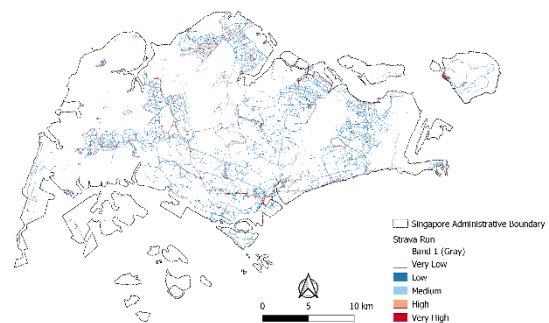 Singapore Administrative Boundary
Strava Run
Band 1 (Gray)
Very Low
Low
Medium
High
Very High
0 5 10 km